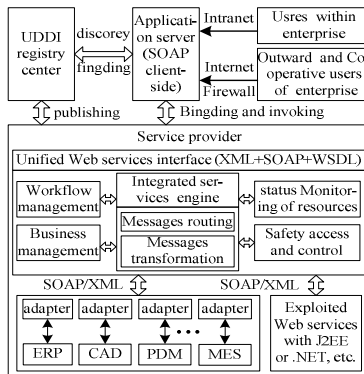 UDDI
registry
center
discorey
fingding
Applicati-
on server
(SOAP
client-
side)
Intranet
Internet
Firewall
Usres within
enterprise
Outward and Co
operative users
of enterprise
publishing
Bingding and invoking
Service provider
Unified Web services interface (XML+SOAP+WSDL)
Workflow
management
Business
management
Integrated ser-
vices engine
Messages routing
Messages
transformation
status Monitor-
ing of resources
Safety access
and control
SOAP/XML
SOAP/XML
adapter
adapter
adapter
adapter
ERP
CAD
PDM
MES
Exploited
Web services
with J2EE
or .NET, etc.